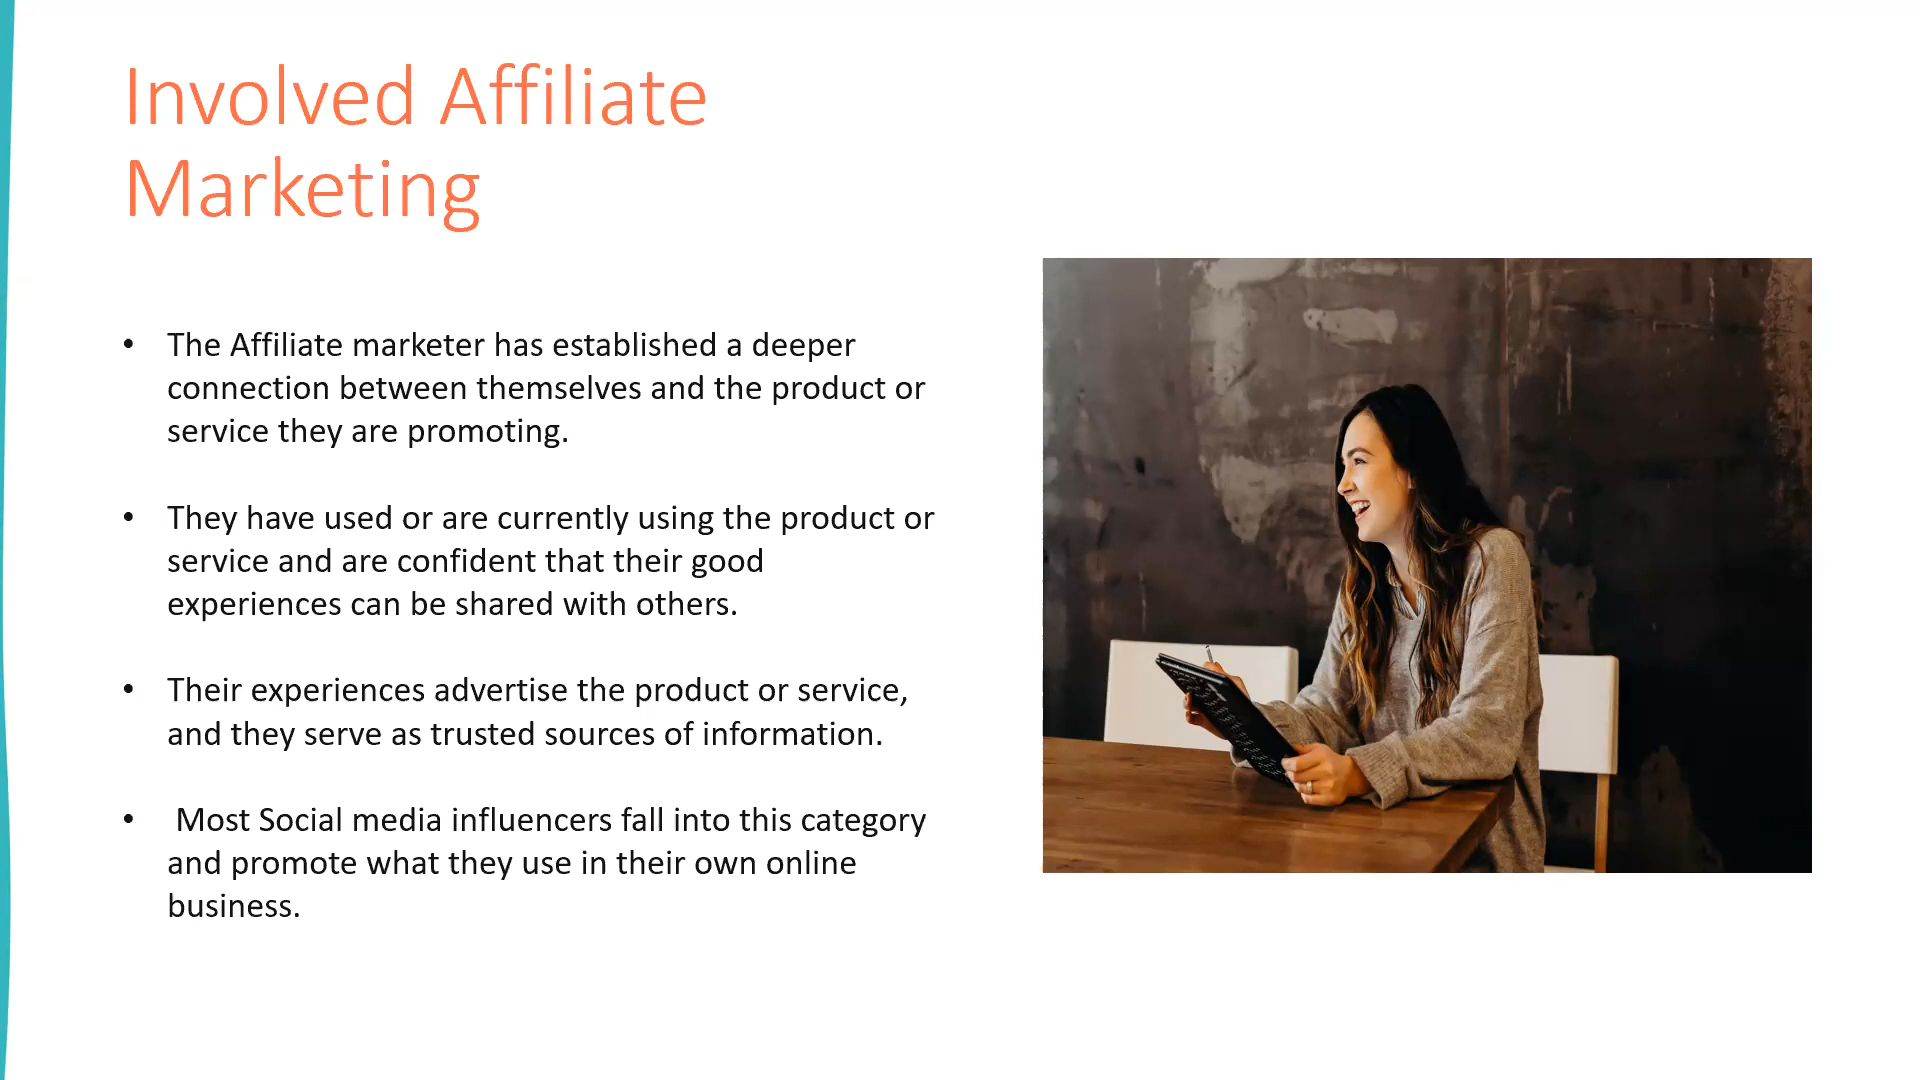 Involved Affiliate
Marketing
• The Affiliate marketer has established a deeper
connection between themselves and the product or
service they are promoting.
• They have used or are currently using the product or
service and are confident that their good
experiences can be shared with others.
• Their experiences advertise the product or service,
and they serve as trusted sources of information.
• Most Social media influencers fall into this category
and promote what they use in their own online
business.